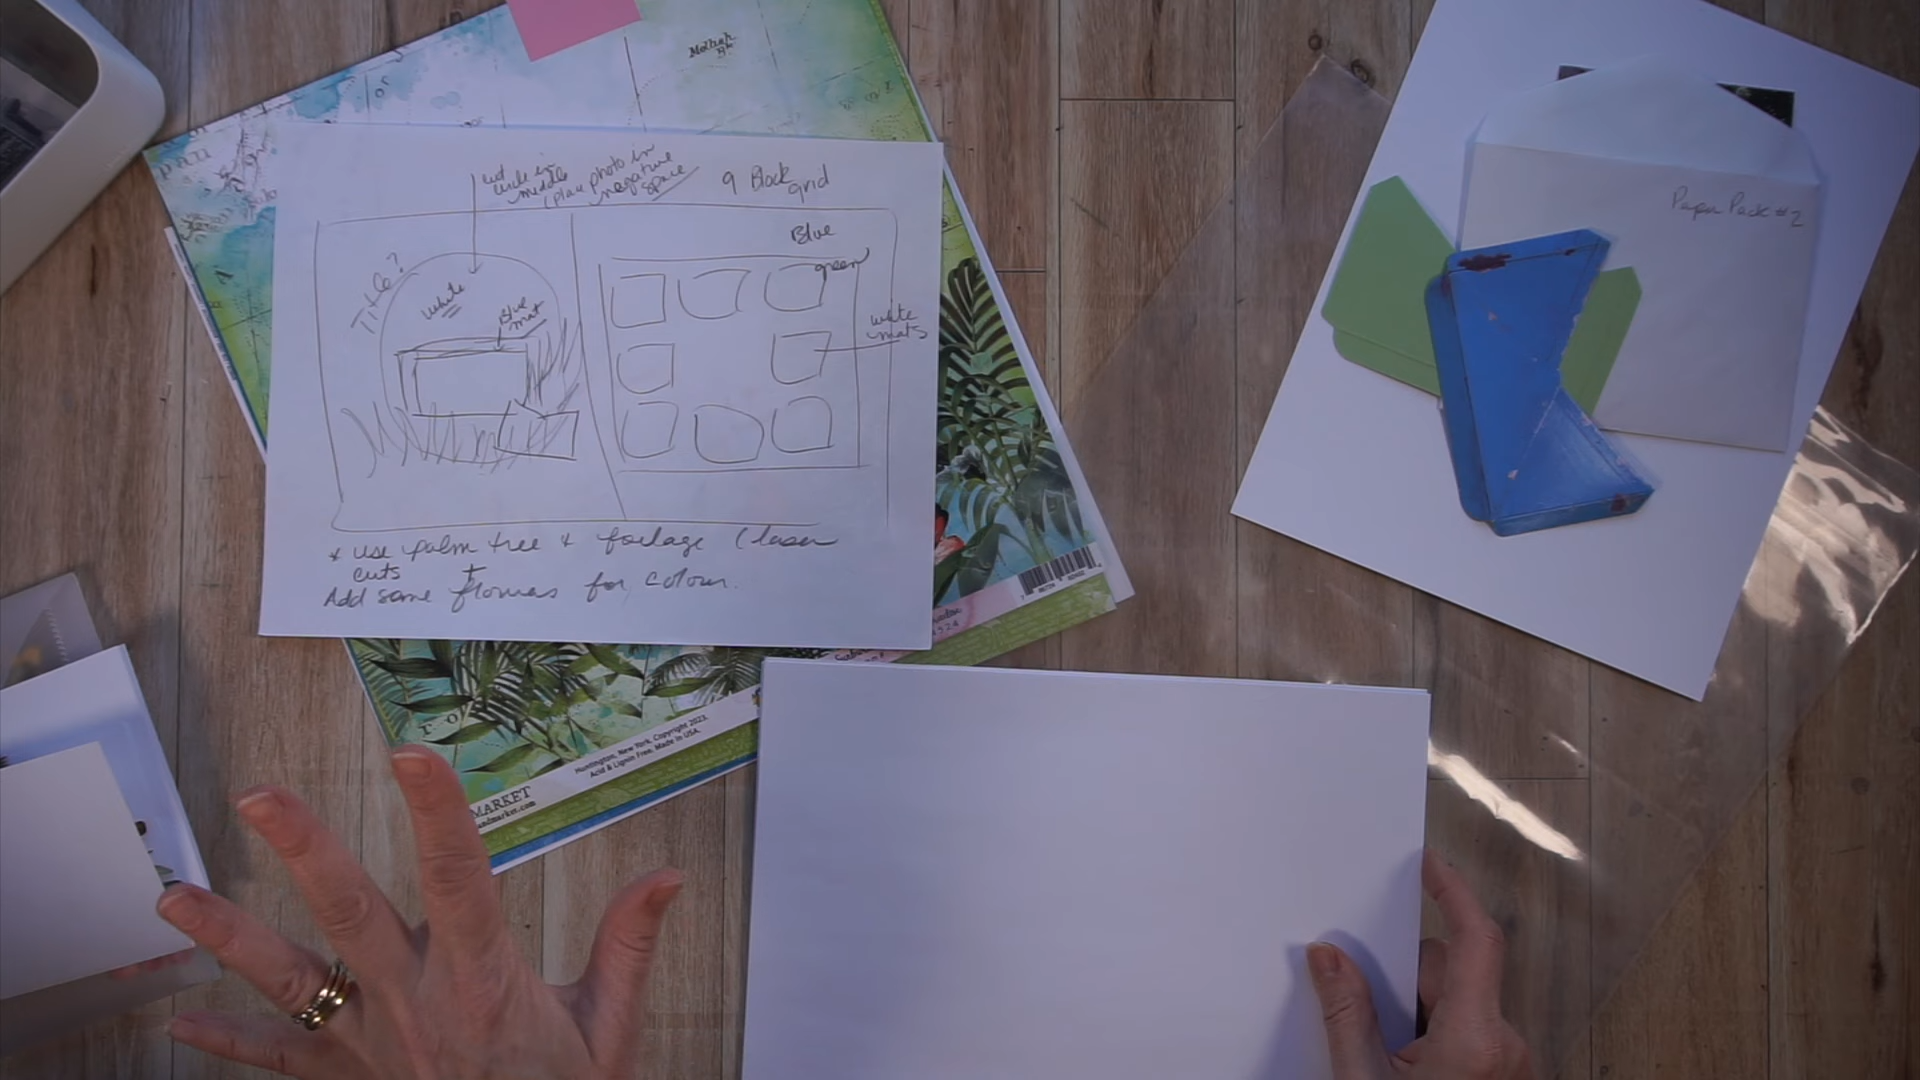 cut circle in
middle
place photo in
negative
space
9 Block
grid
Blue
green
Title?
white
Blue
mat
white
mats
* use palm tree + foilage (laser
cuts +
Add some flowers for colour.
Paper Pack #2
T O
Huntington, New York. Copyright 2023.
Acid & Lignin Free. Made in USA.
MARKET